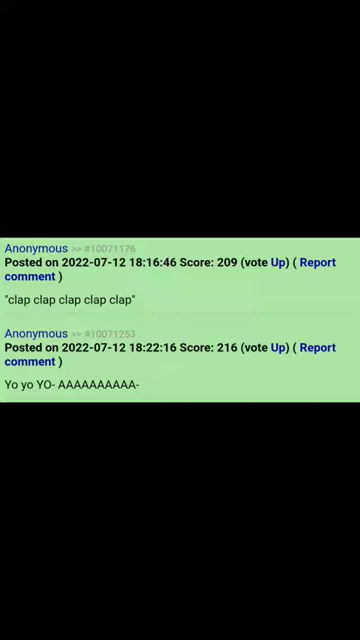 Anonymous >> #10071176
Posted on 2022-07-12 18:16:46 Score: 209 (vote Up) ( Report
comment )
"clap clap clap clap clap"
Anonymous >> #10071253
Posted on 2022-07-12 18:22:16 Score: 216 (vote Up) ( Report
comment )
Yo yo YO- AAAAAAAAAA-